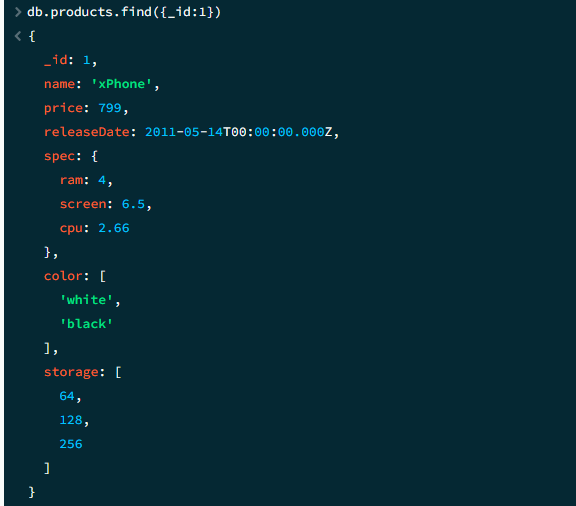 > db.products.find({_id:1})
< {
_id: 1,
name: 'xPhone',
price: 799,
releaseDate: 2011-05-14T00:00:00.000Z,
spec: {
ram: 4,
screen: 6.5,
cpu: 2.66
},
color: [
'white',
'black'
],
storage: [
64,
128,
256
]
}